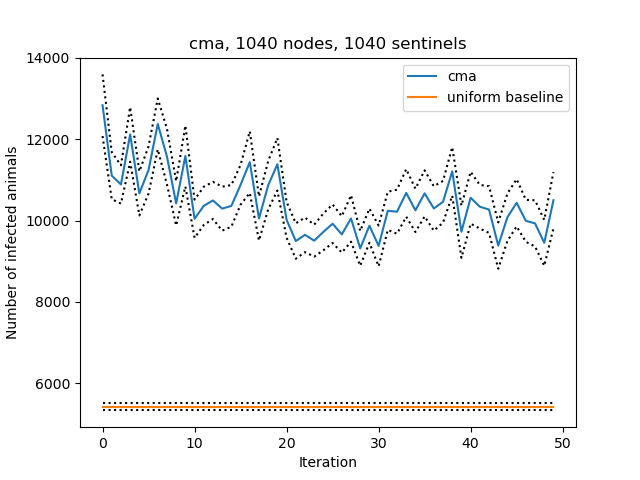 cma, 1040 nodes, 1040 sentinels
14000
12000
10000
8000
6000
Number of infected animals
cma
uniform baseline
0
10
20
30
40
50
Iteration